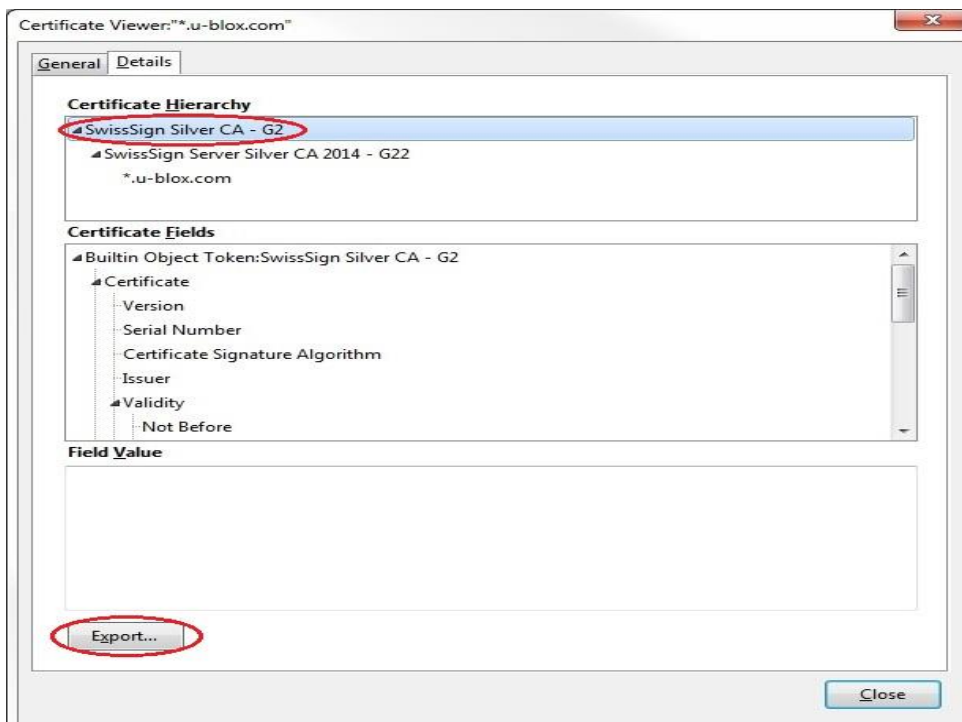 Certificate Viewer:"*.u-blox.com"
General Details
Certificate Hierarchy
SwissSign Silver CA - G2
SwissSign Server Silver CA 2014 - G22
*.u-blox.com
Certificate Fields
Builtin Object Token:SwissSign Silver CA - G2
Certificate
Version
Serial Number
Certificate Signature Algorithm
Issuer
Validity
Not Before
Field Value
Export...
Close